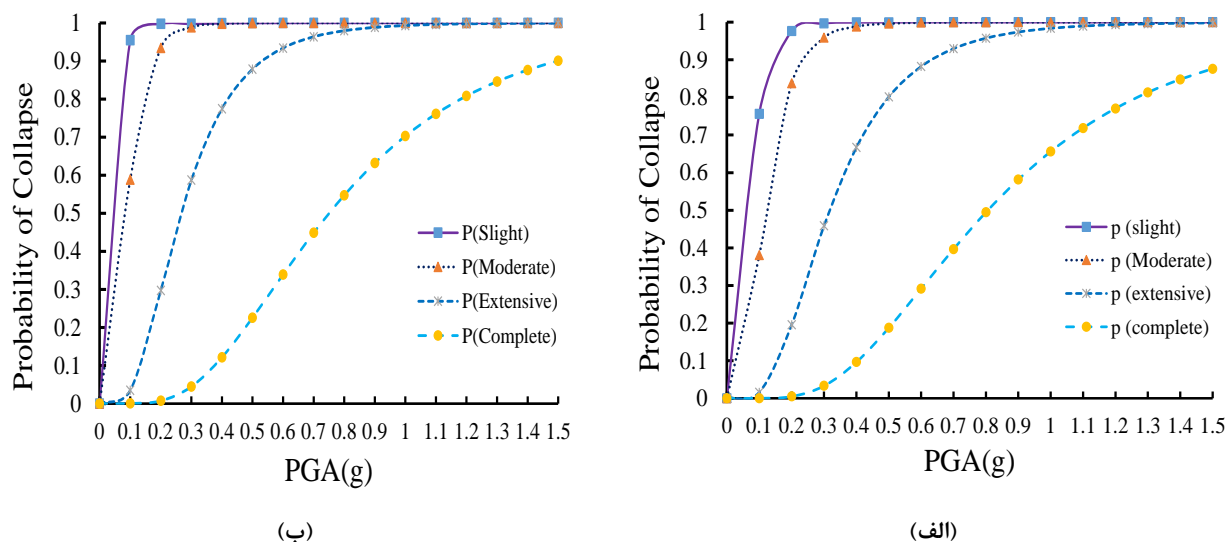 Probability of Collapse
1
0.9
0.8
0.7
0.6
0.5
0.4
0.3
0.2
0.1
0
P(Slight)
P(Moderate)
P(Extensive)
P(Complete)
0 0.1 0.2 0.3 0.4 0.5 0.6 0.7 0.8 0.9 1 1.1 1.2 1.3 1.4 1.5
PGA(g)
(ب)
Probability of Collapse
1
0.9
0.8
0.7
0.6
0.5
0.4
0.3
0.2
0.1
0
p (slight)
p (Moderate)
p (extensive)
p (complete)
0 0.1 0.2 0.3 0.4 0.5 0.6 0.7 0.8 0.9 1 1.1 1.2 1.3 1.4 1.5
PGA(g)
(الف)